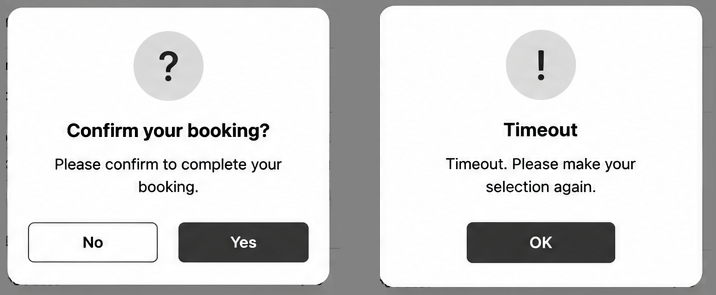 ?
Confirm your booking?
Please confirm to complete your
booking.
No
Yes
!
Timeout
Timeout. Please make your
selection again.
OK